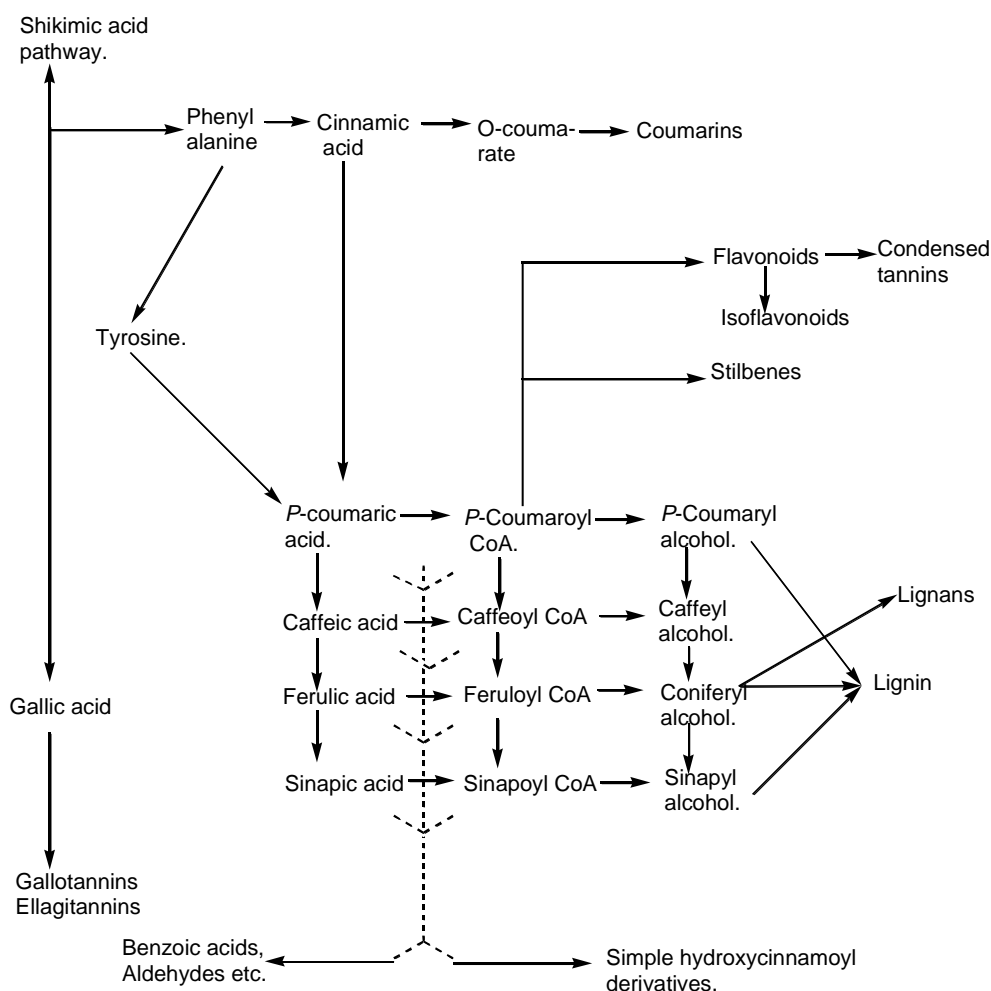 Shikimic acid
pathway.
Phenyl
alanine
Cinnamic
acid
O-couma-
rate
Coumarins
Flavonoids
Condensed
tannins
Isoflavonoids
Tyrosine.
Stilbenes
P-coumaric
acid.
P-Coumaroyl
CoA.
P-Coumaryl
alcohol.
Lignans
Caffeic acid
Caffeoyl CoA
Caffeyl
alcohol.
Lignin
Gallic acid
Ferulic acid
Feruloyl CoA
Coniferyl
alcohol.
Sinapic acid
Sinapoyl CoA
Sinapyl
alcohol.
Gallotannins
Ellagitannins
Benzoic acids,
Aldehydes etc.
Simple hydroxycinnamoyl
derivatives.